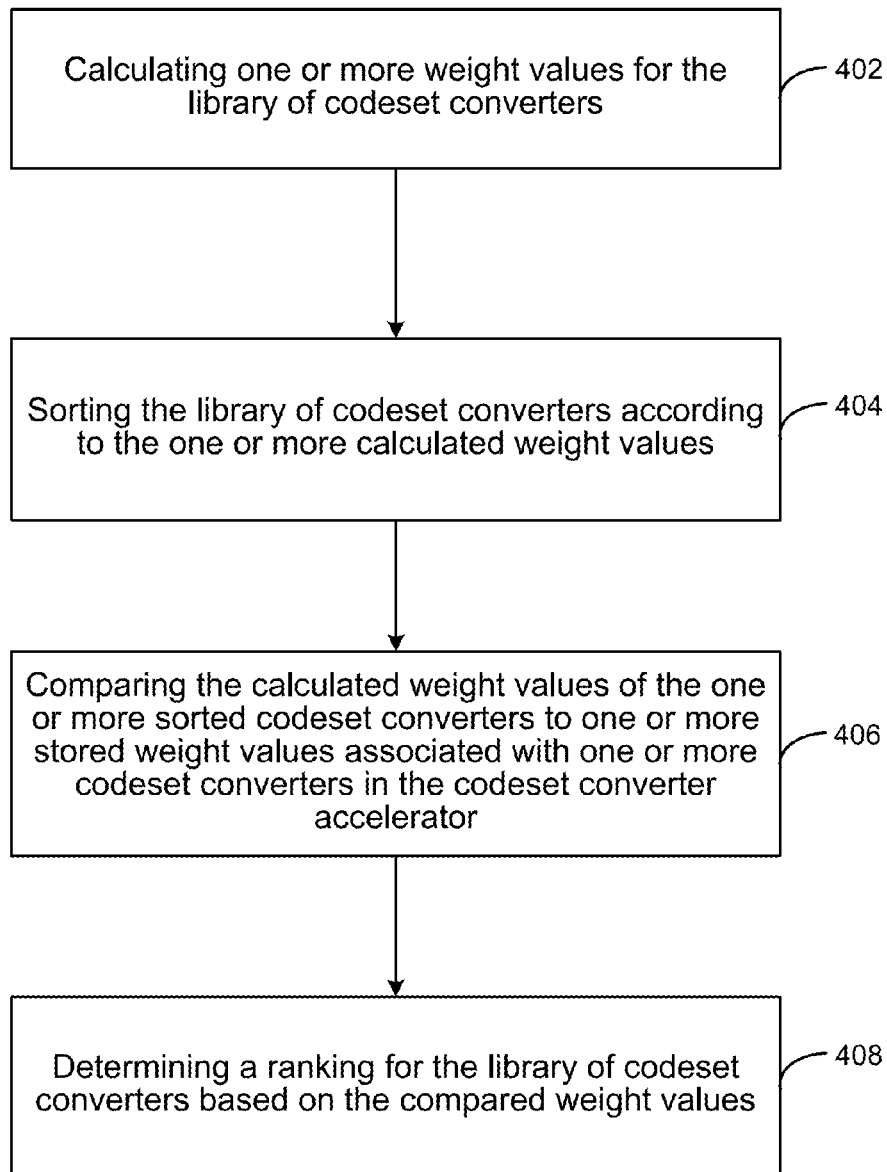 Calculating one or more weight values for the
library of codeset converters
402
Sorting the library of codeset converters according
to the one or more calculated weight values
404
Comparing the calculated weight values of the one
or more sorted codeset converters to one or more
stored weight values associated with one or more
codeset converters in the codeset converter
accelerator
406
Determining a ranking for the library of codeset
converters based on the compared weight values
408